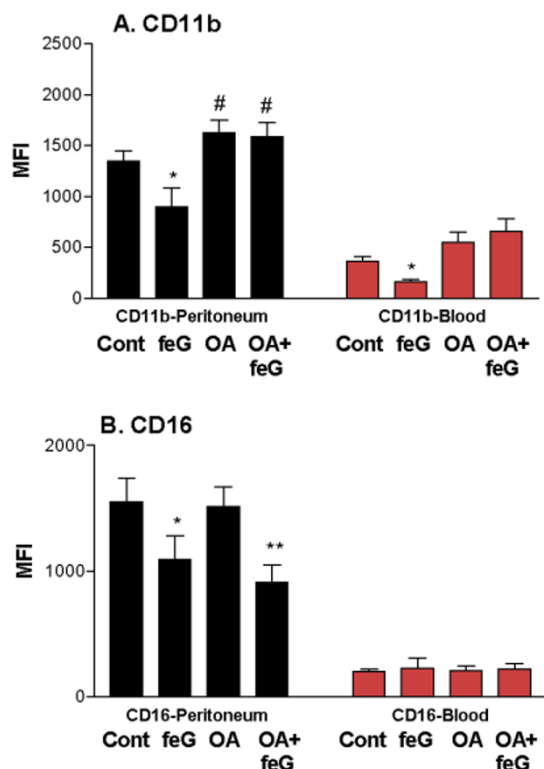 A. CD11b
2500
2000
1500
1000
500
0
MFI
*
#
#
*
CD11b-Peritoneum
CD11b-Blood
Cont feG OA OA+
feG
Cont feG OA OA+
feG
B. CD16
2000
1000
0
MFI
*
**
CD16-Peritoneum
CD16-Blood
Cont feG OA OA+
feG
Cont feG OA OA+
feG